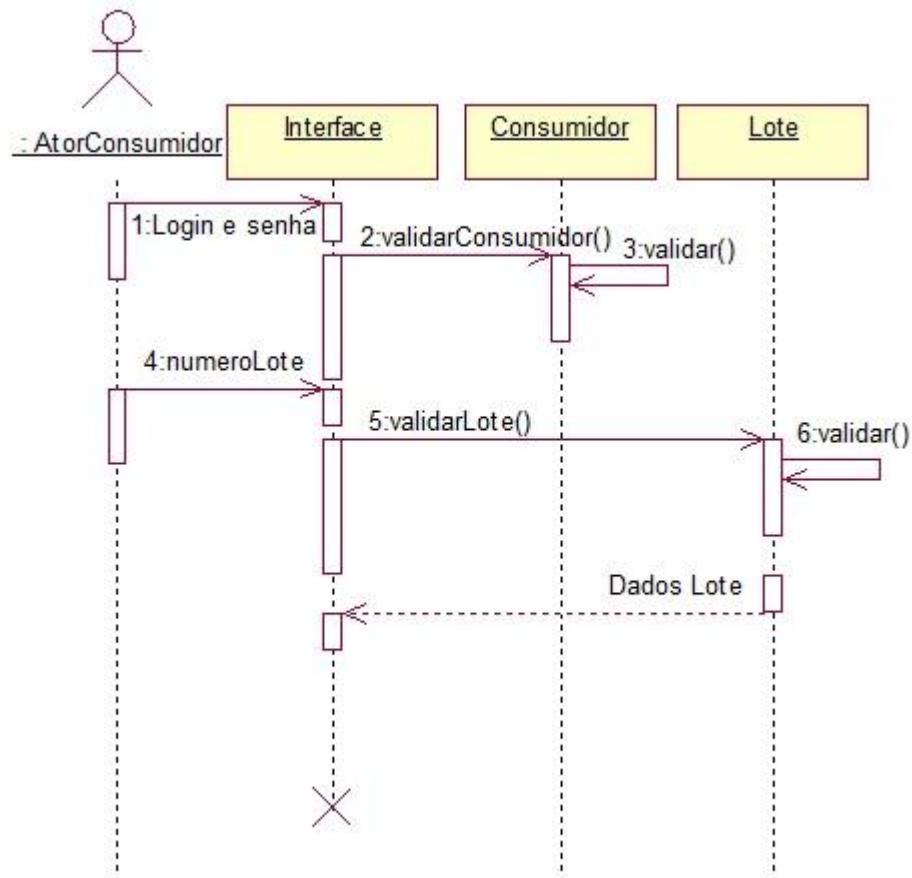 : AtorConsumidor
Interface
Consumidor
Lote
1:Login e senha
2:validarConsumidor()
3:validar()
4:numeroLote
5:validarLote()
6:validar()
Dados Lote